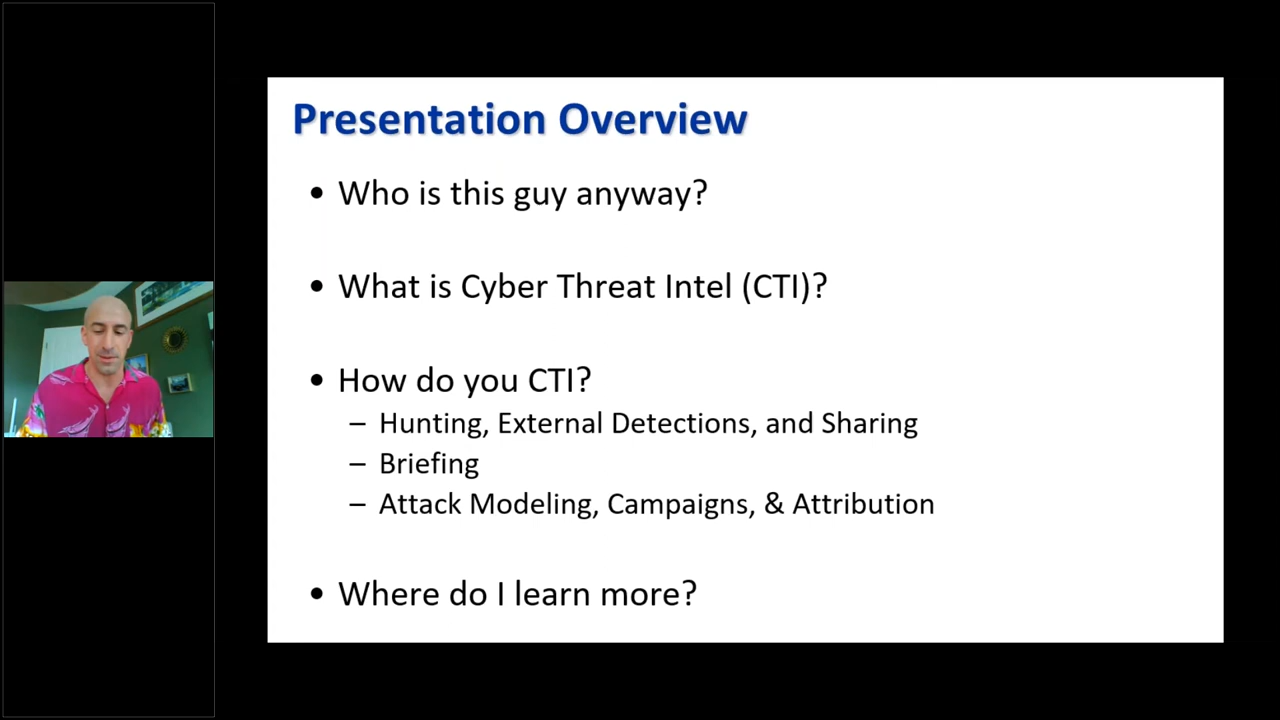 Presentation Overview
• Who is this guy anyway?
• What is Cyber Threat Intel (CTI)?
• How do you CTI?
– Hunting, External Detections, and Sharing
– Briefing
– Attack Modeling, Campaigns, & Attribution
• Where do I learn more?